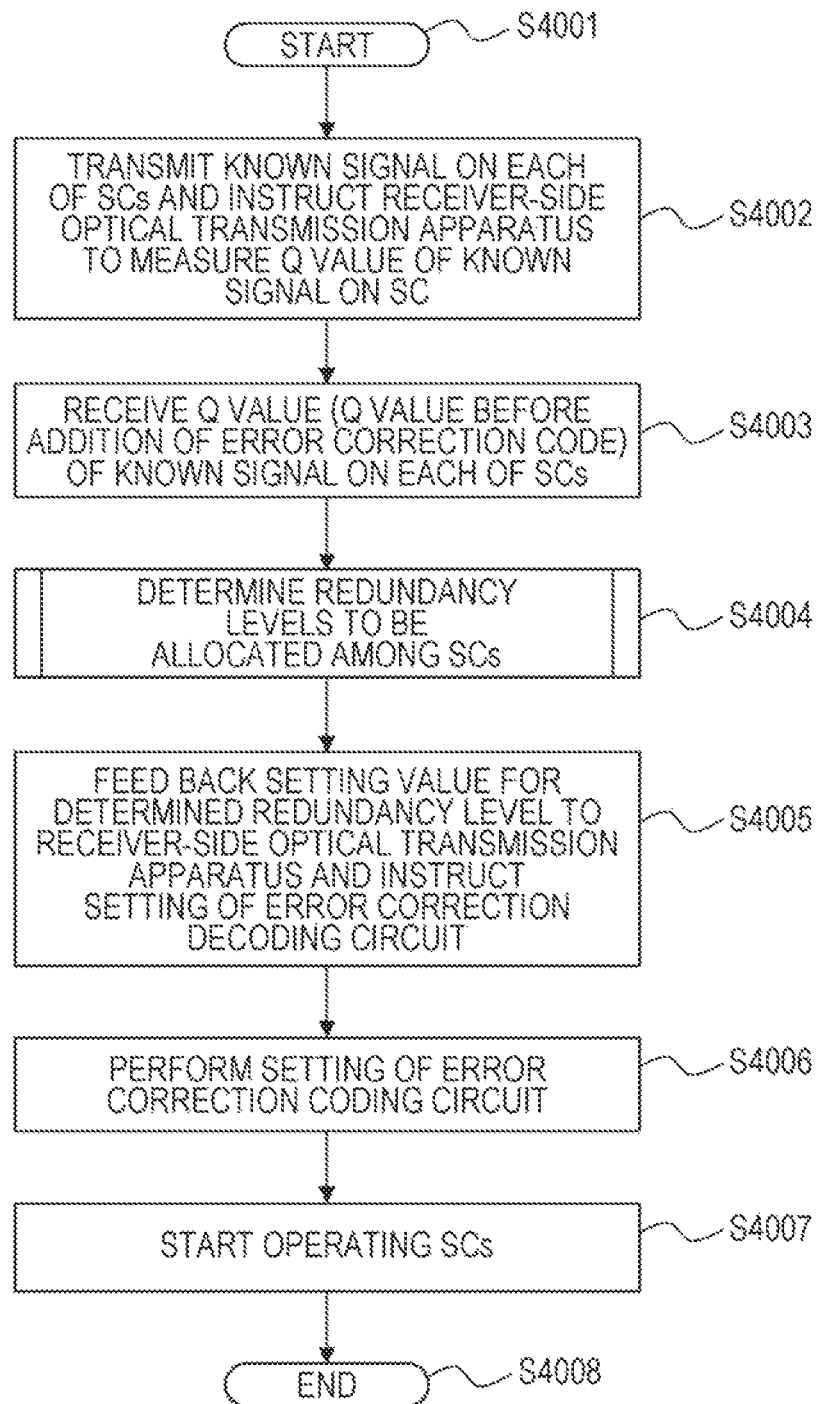 START
S4001
TRANSMIT KNOWN SIGNAL ON EACH
OF SCs AND INSTRUCT RECEIVER-SIDE
OPTICAL TRANSMISSION APPARATUS
TO MEASURE Q VALUE OF KNOWN
SIGNAL ON SC
S4002
RECEIVE Q VALUE (Q VALUE BEFORE
ADDITION OF ERROR CORRECTION CODE)
OF KNOWN SIGNAL ON EACH OF SCs
S4003
DETERMINE REDUNDANCY
LEVELS TO BE
ALLOCATED AMONG SCs
S4004
FEED BACK SETTING VALUE FOR
DETERMINED REDUNDANCY LEVEL TO
RECEIVER-SIDE OPTICAL TRANSMISSION
APPARATUS AND INSTRUCT
SETTING OF ERROR CORRECTION
DECODING CIRCUIT
S4005
PERFORM SETTING OF ERROR
CORRECTION CODING CIRCUIT
S4006
START OPERATING SCs
S4007
END
S4008